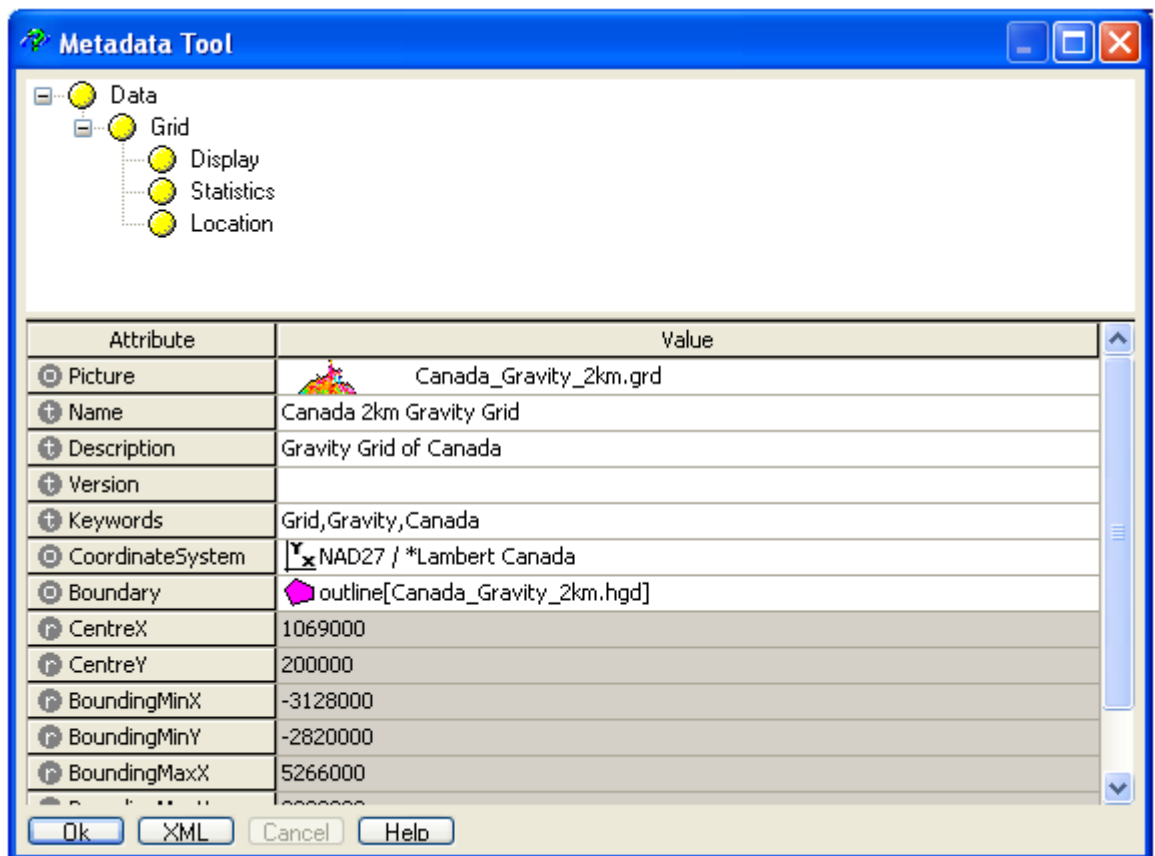 Metadata Tool
Data
Grid
Display
Statistics
Location
Attribute Value
Picture Canada_Gravity_2km.grd
Name Canada 2km Gravity Grid
Description Gravity Grid of Canada
Version
Keywords Grid,Gravity,Canada
CoordinateSystem NAD27 / *Lambert Canada
Boundary outline[Canada_Gravity_2km.hgd]
CentreX 1069000
CentreY 200000
BoundingMinX -3128000
BoundingMinY -2820000
BoundingMaxX 5266000
Ok XML Cancel Help